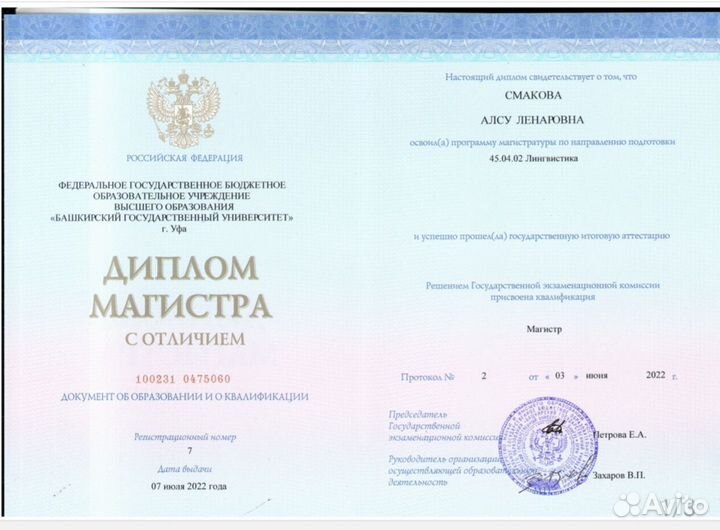 РОССИЙСКАЯ ФЕДЕРАЦИЯ
ФЕДЕРАЛЬНОЕ ГОСУДАРСТВЕННОЕ БЮДЖЕТНОЕ
ОБРАЗОВАТЕЛЬНОЕ УЧРЕЖДЕНИЕ
ВЫСШЕГО ОБРАЗОВАНИЯ
«БАШКИРСКИЙ ГОСУДАРСТВЕННЫЙ УНИВЕРСИТЕТ»
г. Уфа
ДИПЛОМ
МАГИСТРА
С ОТЛИЧИЕМ
100231 0475060
ДОКУМЕНТ ОБ ОБРАЗОВАНИИ И О КВАЛИФИКАЦИИ
Регистрационный номер
7
Дата выдачи
07 июля 2022 года
Настоящий диплом свидетельствует о том, что
СМАКОВА
АЛСУ ЛЕНАРОВНА
освоил(а) программу магистратуры по направлению подготовки
45.04.02 Лингвистика
и успешно прошел(ла) государственную итоговую аттестацию
Решением Государственной экзаменационной комиссии
присвоена квалификация
Магистр
Протокол № 2 от « 03 » июня 2022 г.
Председатель
Государственной
экзаменационной комиссии Петрова Е.А.
Руководитель организации,
осуществляющей образовательную
деятельность Захаров В.П.
Avito
1/3